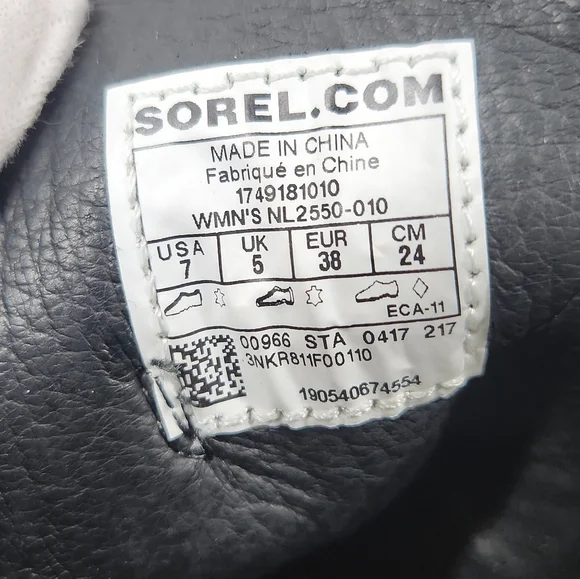 SOREL.COM
MADE IN CHINA
Fabriqué en Chine
1749181010
WMN'S NL2550-010
USA UK EUR CM
7 5 38 24
ECA-11
00966 STA 0417 217
3NKR811F00110
190540674554